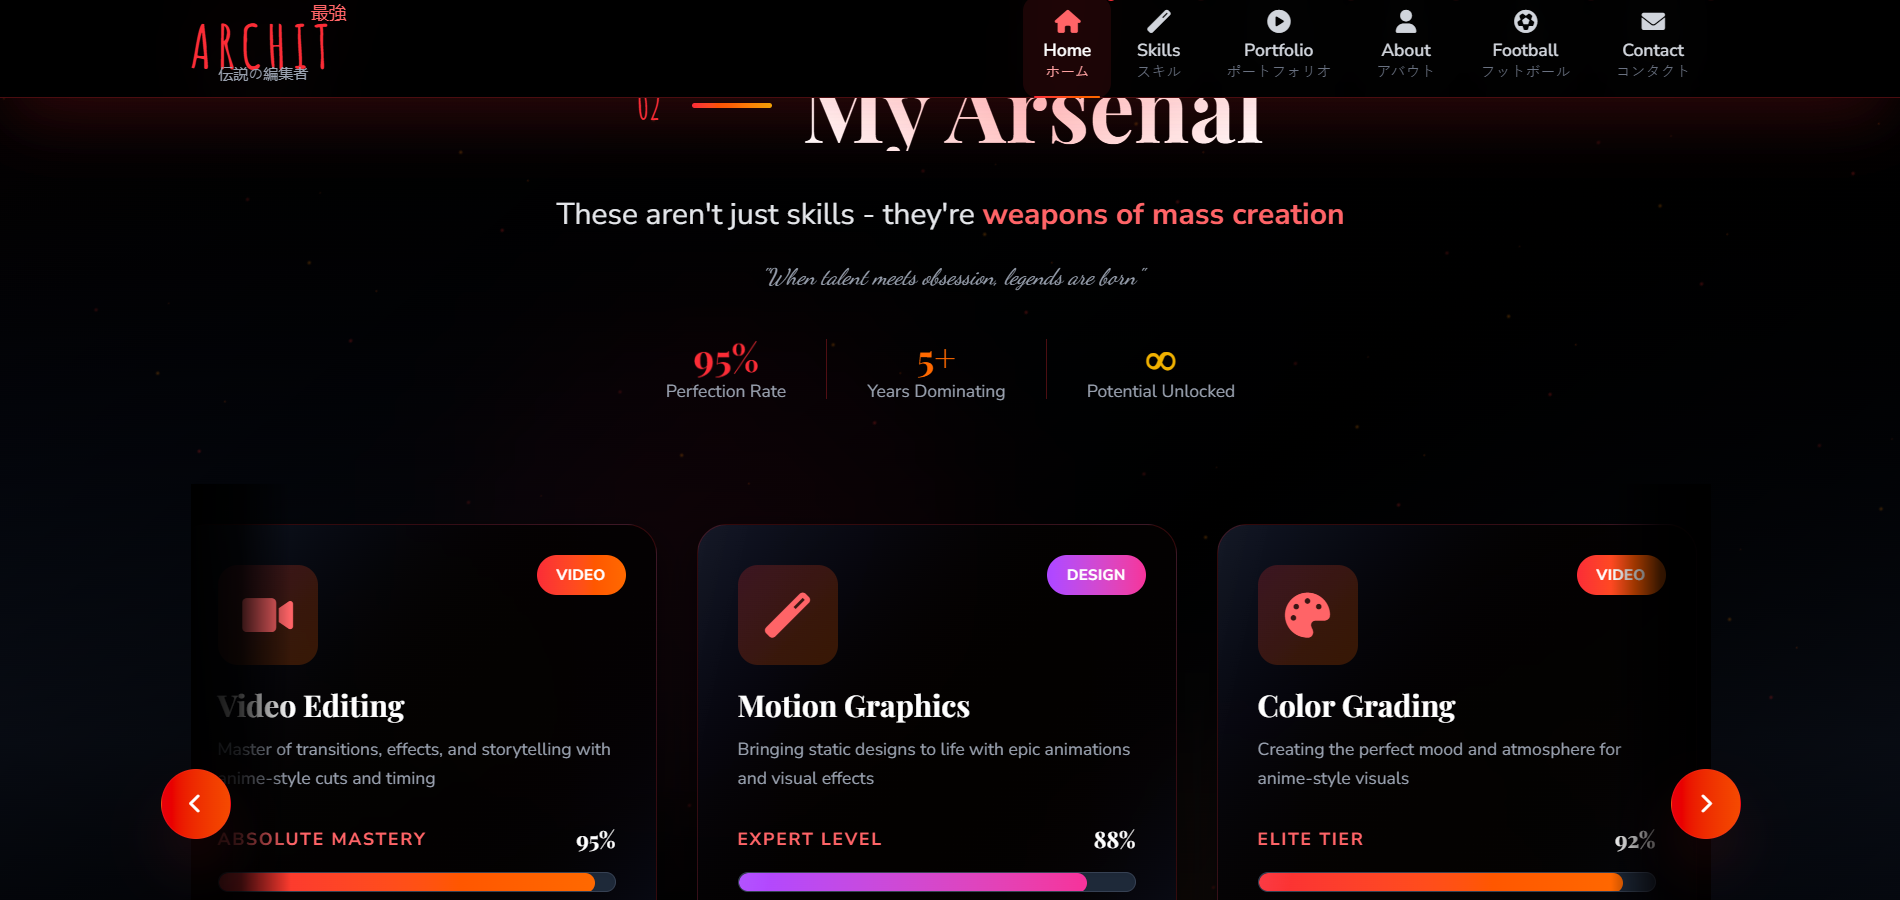 最強
ARCHIT
伝説の編集者
Home
ホーム
Skills
スキル
Portfolio
ポートフォリオ
About
アバウト
Football
フットボール
Contact
コンタクト
02
My Arsenal
These aren't just skills - they're weapons of mass creation
"When talent meets obsession, legends are born"
95%
Perfection Rate
5+
Years Dominating
∞
Potential Unlocked
VIDEO
Video Editing
Master of transitions, effects, and storytelling with
anime-style cuts and timing
ABSOLUTE MASTERY 95%
DESIGN
Motion Graphics
Bringing static designs to life with epic animations
and visual effects
EXPERT LEVEL 88%
VIDEO
Color Grading
Creating the perfect mood and atmosphere for
anime-style visuals
ELITE TIER 92%